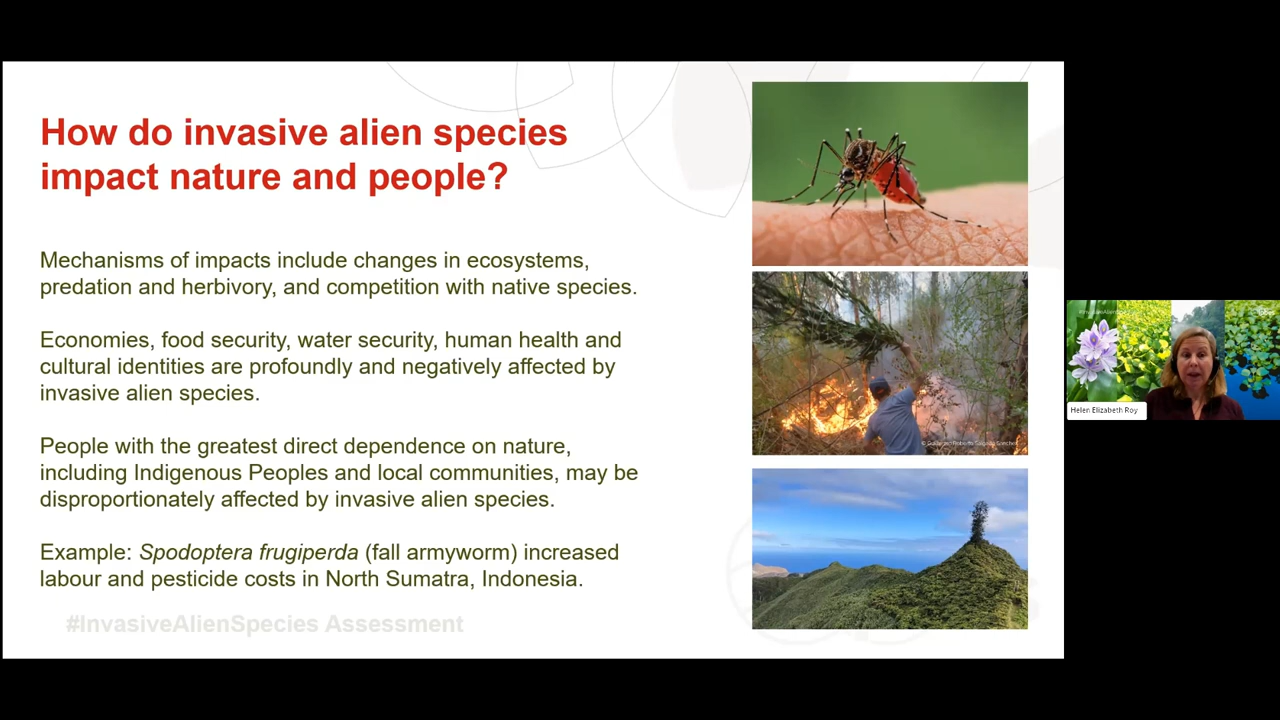 How do invasive alien species
impact nature and people?
Mechanisms of impacts include changes in ecosystems,
predation and herbivory, and competition with native species.
Economies, food security, water security, human health and
cultural identities are profoundly and negatively affected by
invasive alien species.
People with the greatest direct dependence on nature,
including Indigenous Peoples and local communities, may be
disproportionately affected by invasive alien species.
Example: Spodoptera frugiperda (fall armyworm) increased
labour and pesticide costs in North Sumatra, Indonesia.
#InvasiveAlienSpecies Assessment
Helen Elizabeth Roy